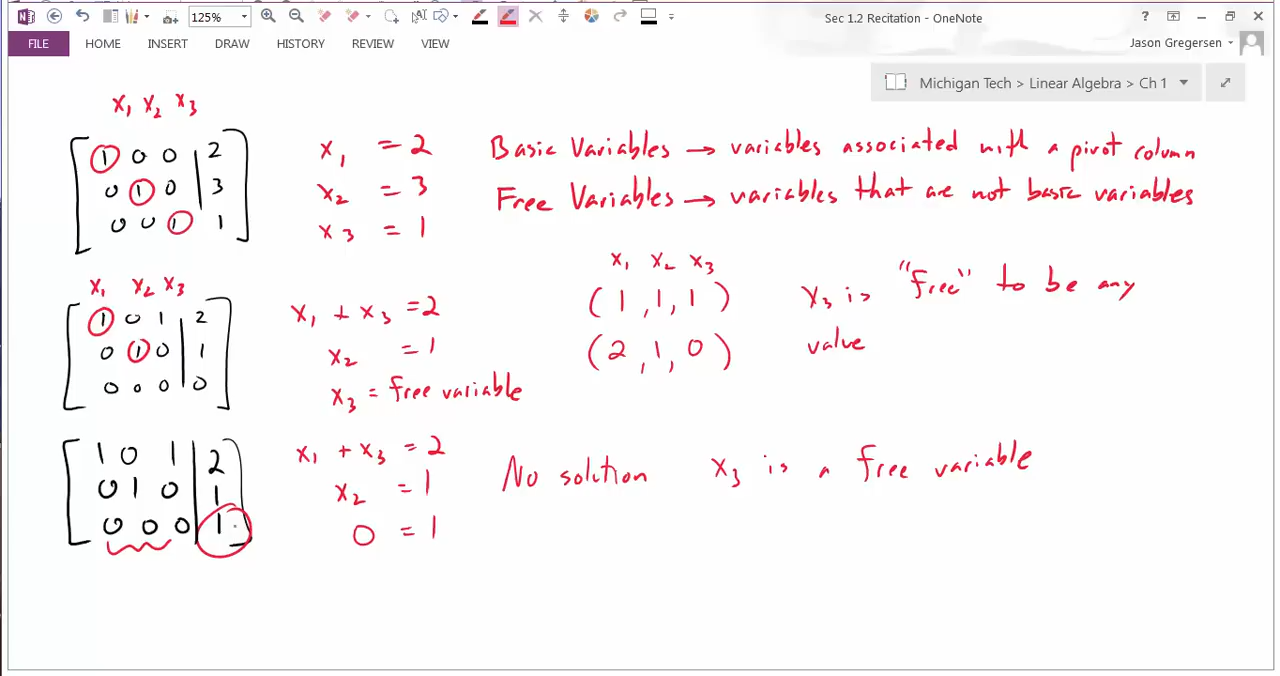 125%
Sec 1.2 Recitation - OneNote
?
FILE HOME INSERT DRAW HISTORY REVIEW VIEW
Jason Gregersen
Michigan Tech > Linear Algebra > Ch 1
x₁ x₂ x₃
1 0 0 | 2
0 1 0 | 3
0 0 1 1
x₁ = 2
x₂ = 3
x₃ = 1
Basic Variables → variables associated with a pivot column
Free Variables → variables that are not basic variables
x₁ x₂ x₃
1 0 1 | 2
0 1 0 | 1
0 0 0 | 0
x₁ + x₃ = 2
x₂ = 1
x₃ = free variable
x₁ x₂ x₃
(1, 1, 1)
(2, 1, 0)
x₃ is "free" to be any
value
1 0 1 | 2
0 1 0 | 1
0 0 0 | 1
x₁ + x₃ = 2
x₂ = 1
0 = 1
No solution x₃ is a free variable